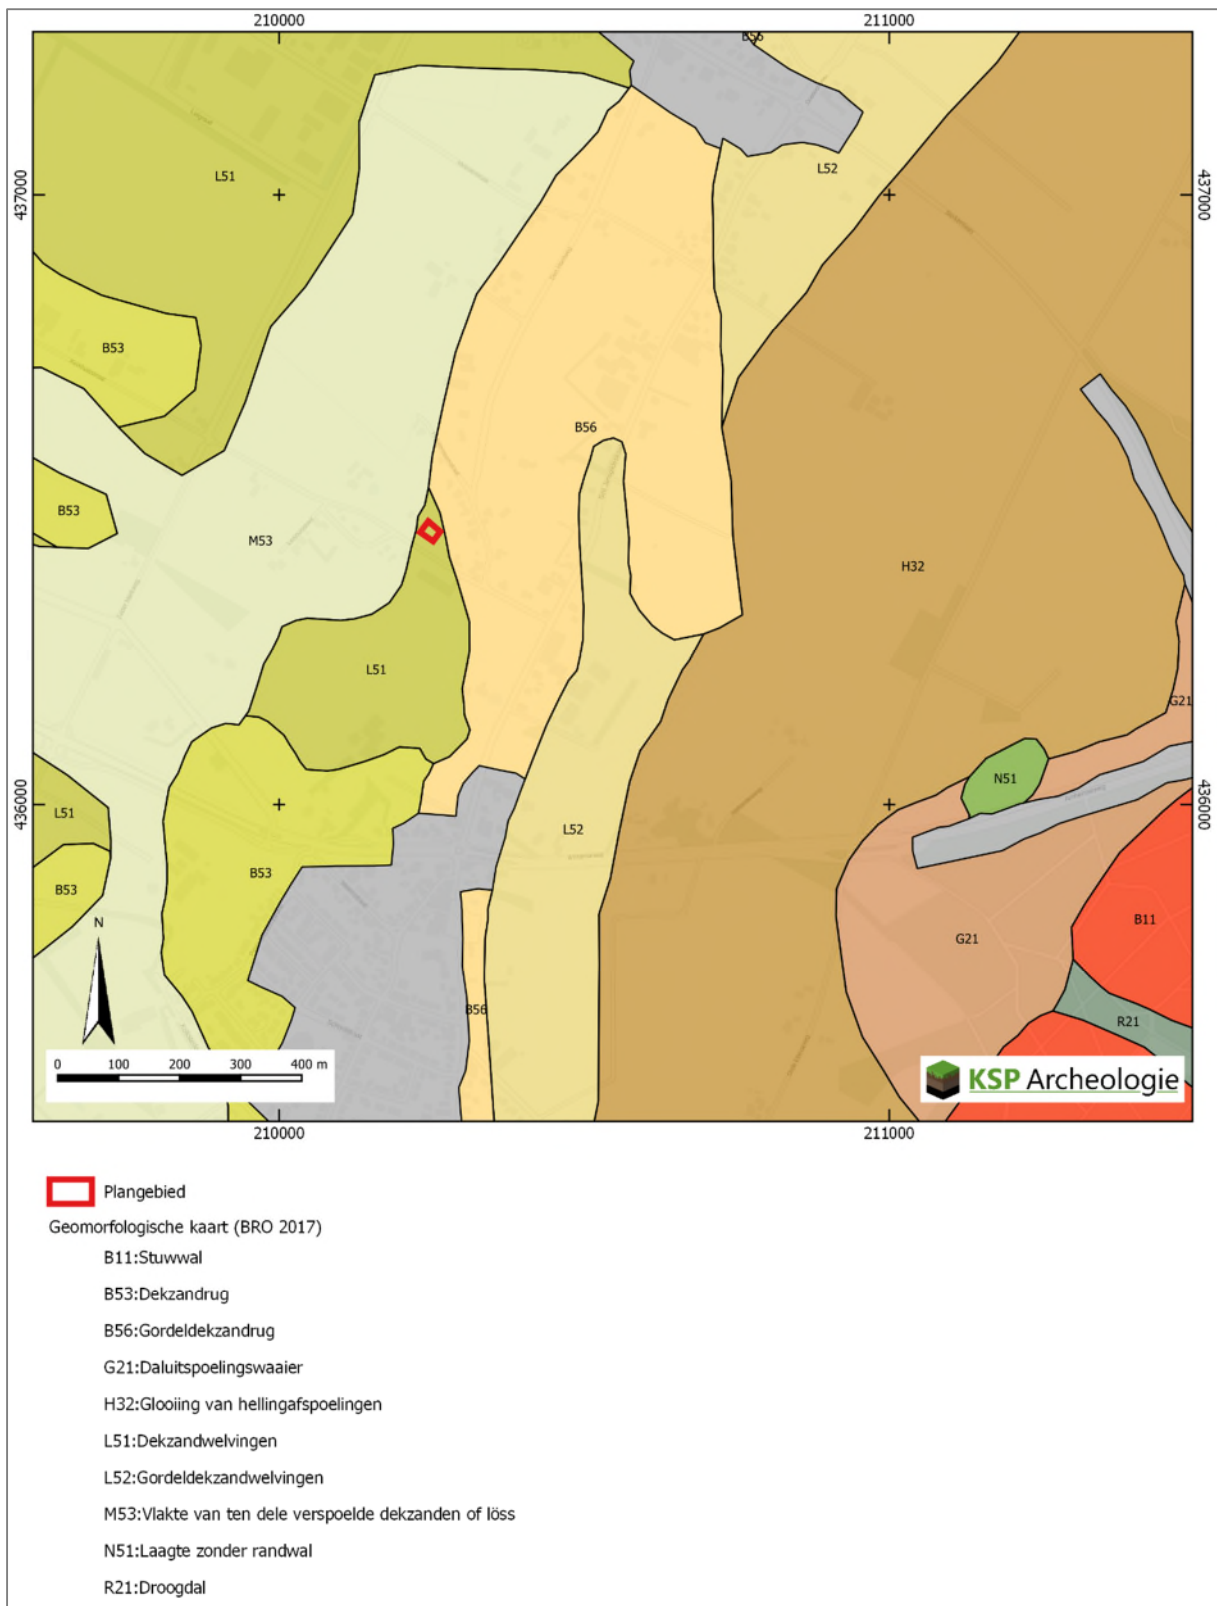 210000 211000
B56
L51 L52
437000 437000
B53
B56
B53
M53 H32
L51
G21
N51
436000 436000
L51
L52
B53
B53
B11
N
G21
B56
R21
0 100 200 300 400 m
KSP Archeologie
210000 211000
Plangebied
Geomorfologische kaart (BRO 2017)
B11:Stuwwal
B53:Dekzandrug
B56:Gordeldekzandrug
G21:Daluitspoelingswaaier
H32:Glooiing van hellingafspoelingen
L51:Dekzandwelvingen
L52:Gordeldekzandwelvingen
M53:Vlakte van ten dele verspoelde dekzanden of löss
N51:Laagte zonder randwal
R21:Droogdal